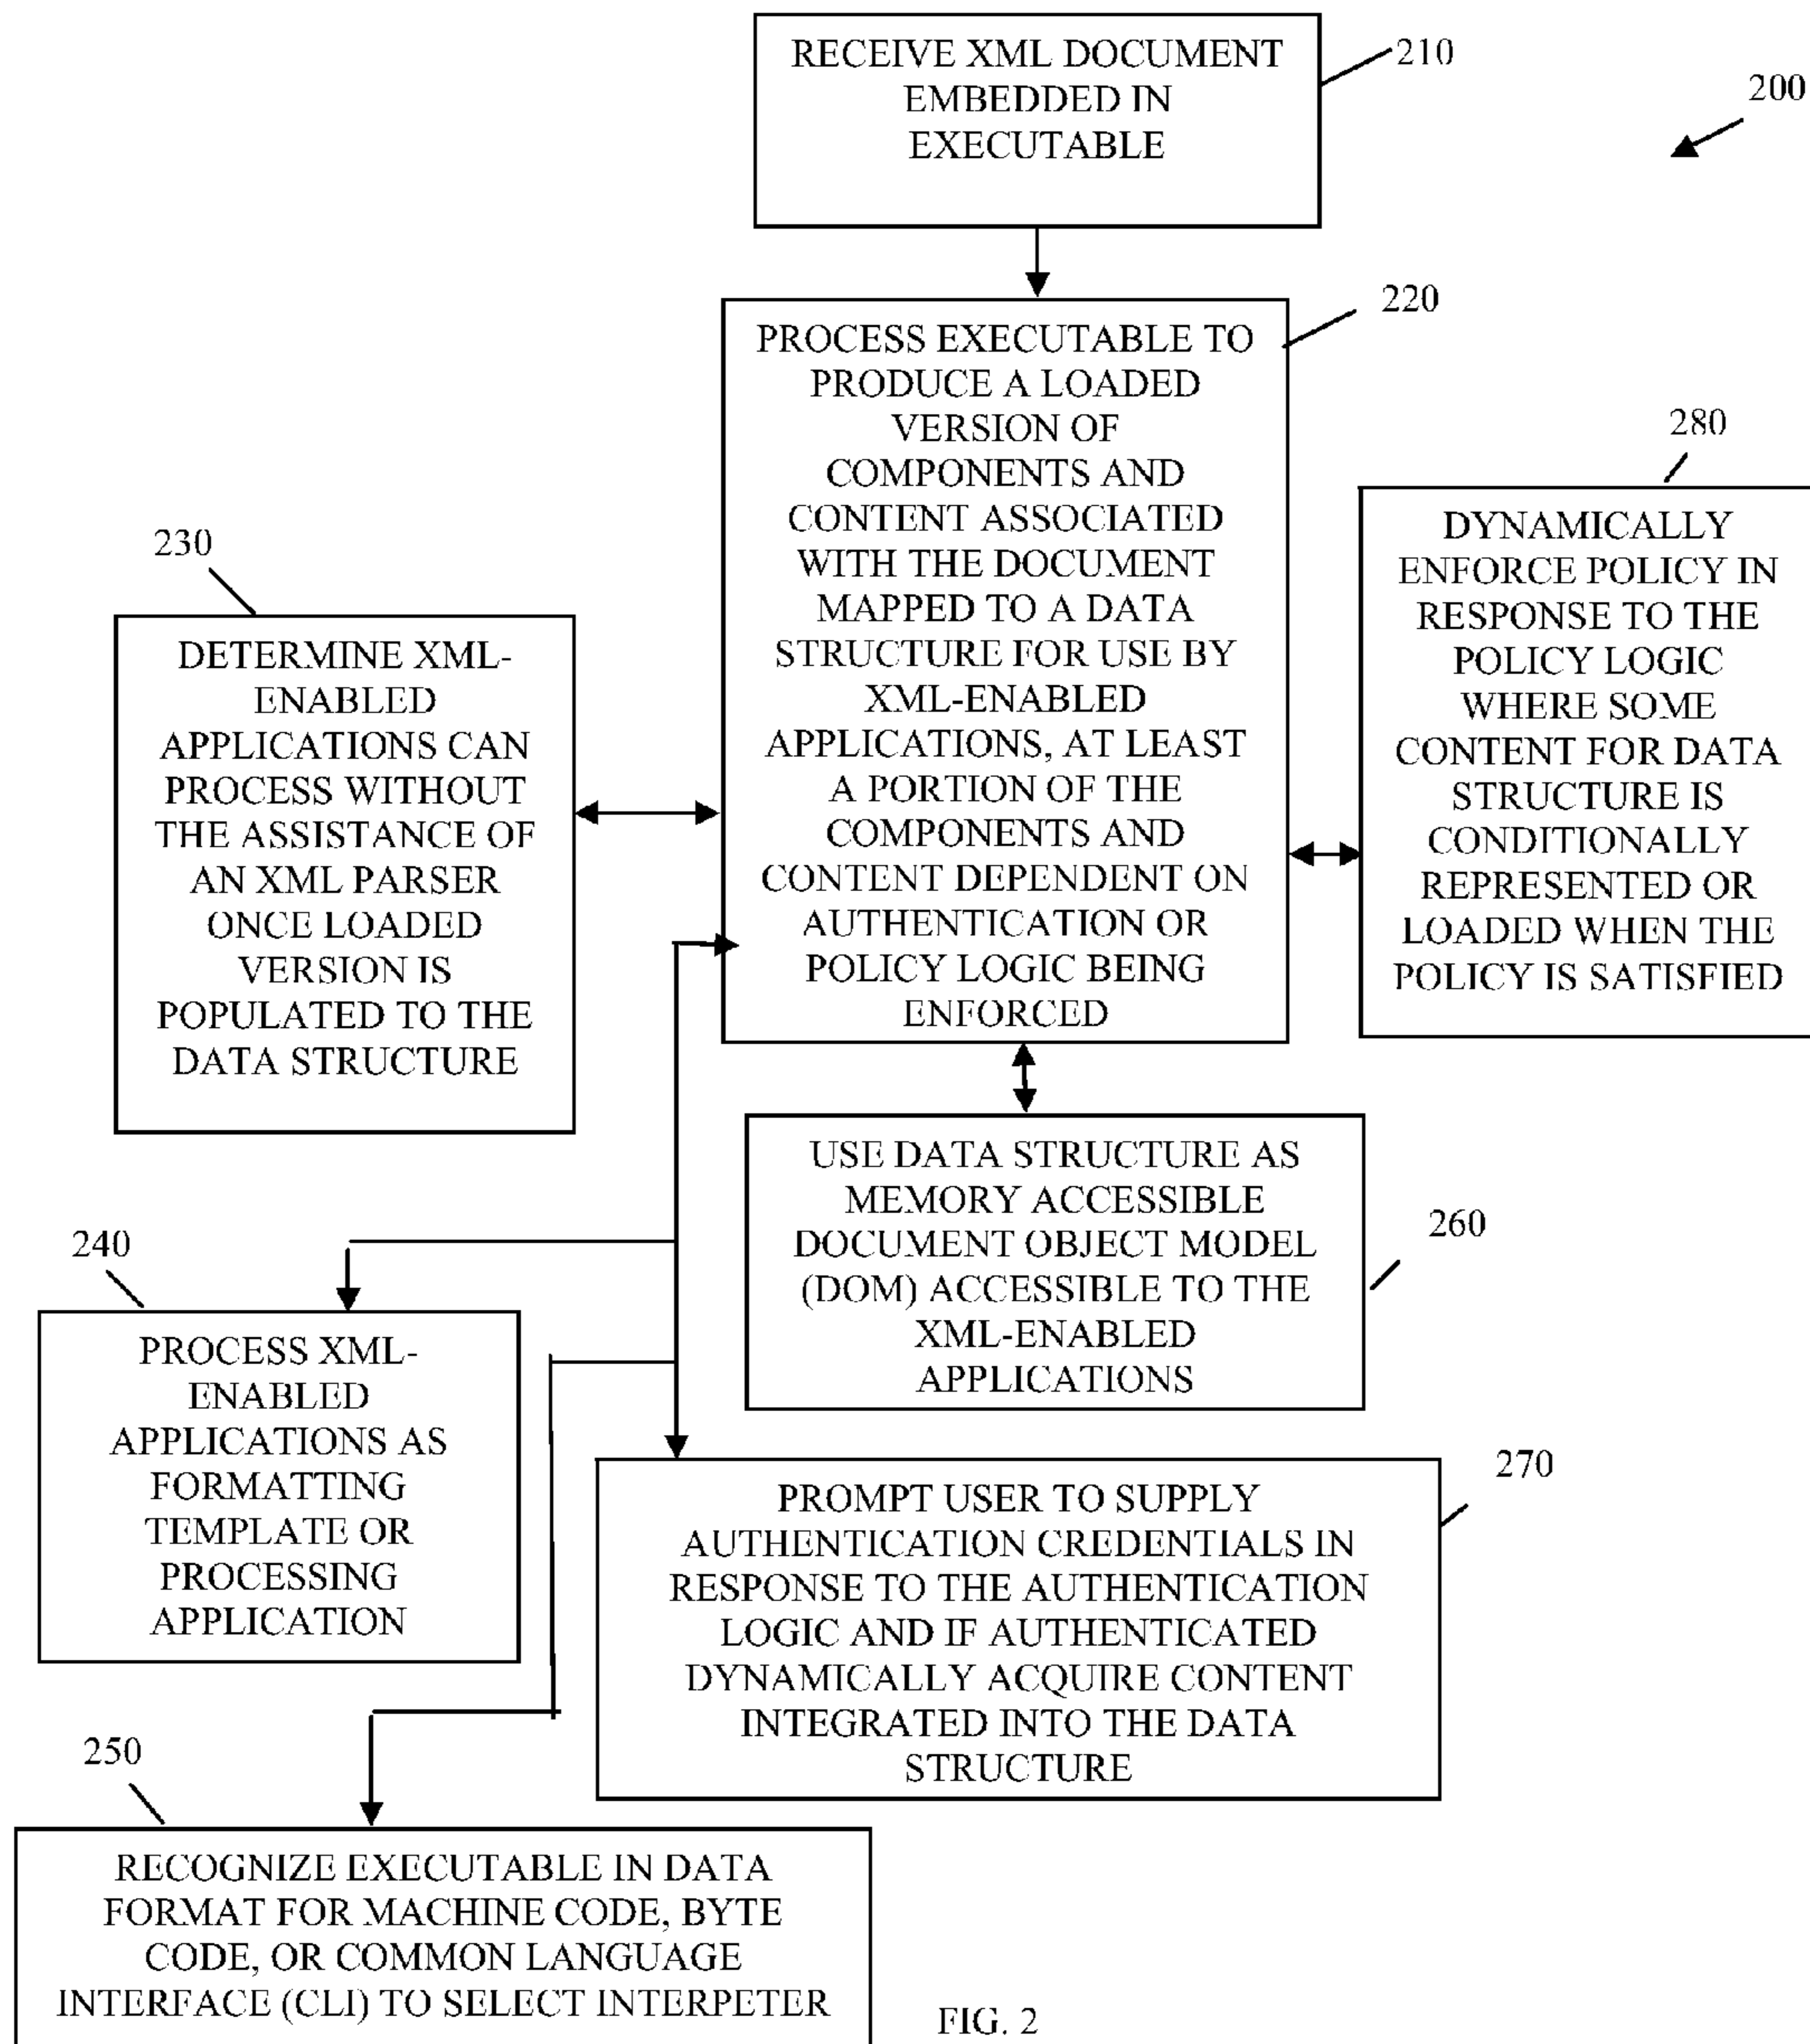 RECEIVE XML DOCUMENT
EMBEDDED IN
EXECUTABLE
210
200
220
PROCESS EXECUTABLE TO
PRODUCE A LOADED
VERSION OF
COMPONENTS AND
CONTENT ASSOCIATED
WITH THE DOCUMENT
MAPPED TO A DATA
STRUCTURE FOR USE BY
XML-ENABLED
APPLICATIONS, AT LEAST
A PORTION OF THE
COMPONENTS AND
CONTENT DEPENDENT ON
AUTHENTICATION OR
POLICY LOGIC BEING
ENFORCED
280
DYNAMICALLY
ENFORCE POLICY IN
RESPONSE TO THE
POLICY LOGIC
WHERE SOME
CONTENT FOR DATA
STRUCTURE IS
CONDITIONALLY
REPRESENTED OR
LOADED WHEN THE
POLICY IS SATISFIED
230
DETERMINE XML-
ENABLED
APPLICATIONS CAN
PROCESS WITHOUT
THE ASSISTANCE OF
AN XML PARSER
ONCE LOADED
VERSION IS
POPULATED TO THE
DATA STRUCTURE
USE DATA STRUCTURE AS
MEMORY ACCESSIBLE
DOCUMENT OBJECT MODEL
(DOM) ACCESSIBLE TO THE
XML-ENABLED
APPLICATIONS
260
240
PROCESS XML-
ENABLED
APPLICATIONS AS
FORMATTING
TEMPLATE OR
PROCESSING
APPLICATION
270
PROMPT USER TO SUPPLY
AUTHENTICATION CREDENTIALS IN
RESPONSE TO THE AUTHENTICATION
LOGIC AND IF AUTHENTICATED
DYNAMICALLY ACQUIRE CONTENT
INTEGRATED INTO THE DATA
STRUCTURE
250
RECOGNIZE EXECUTABLE IN DATA
FORMAT FOR MACHINE CODE, BYTE
CODE, OR COMMON LANGUAGE
INTERFACE (CLI) TO SELECT INTERPETER
FIG. 2